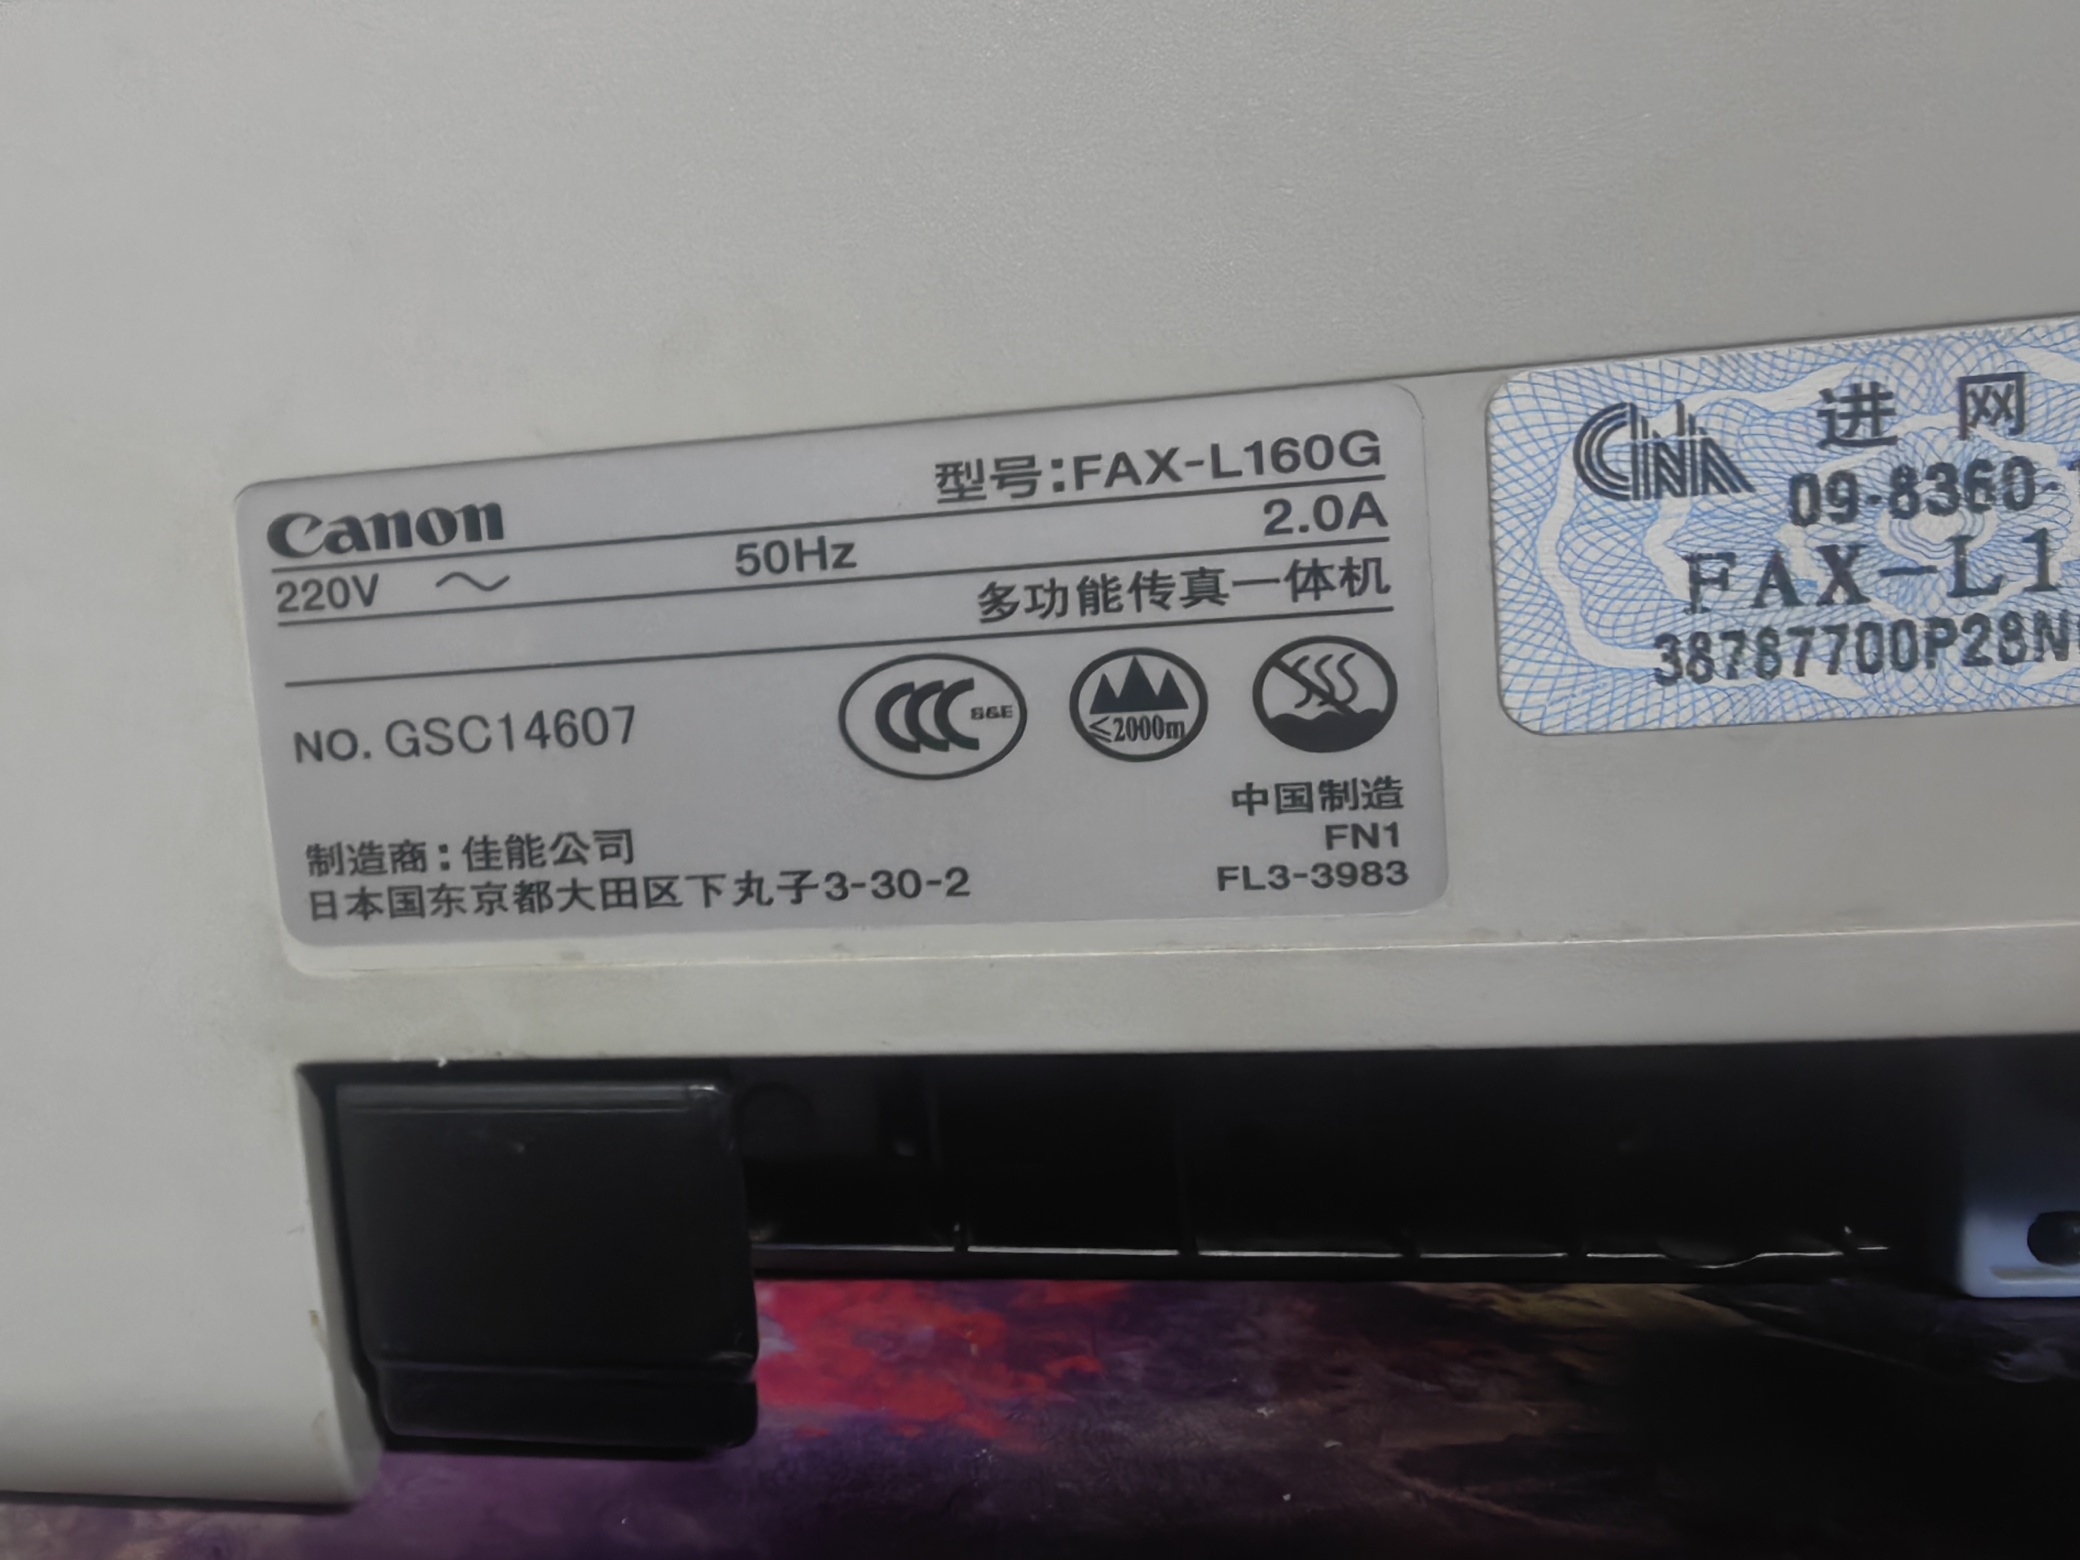 Canon
型号:FAX-L160G
220V ～ 50Hz 2.0A
多功能传真一体机
NO. GSC14607
CCC S&E
≤2000m
中国制造
FN1
FL3-3983
制造商:佳能公司
日本国东京都大田区下丸子3-30-2
CNA 进网
09-8360-
FAX-L1
38787700P28N